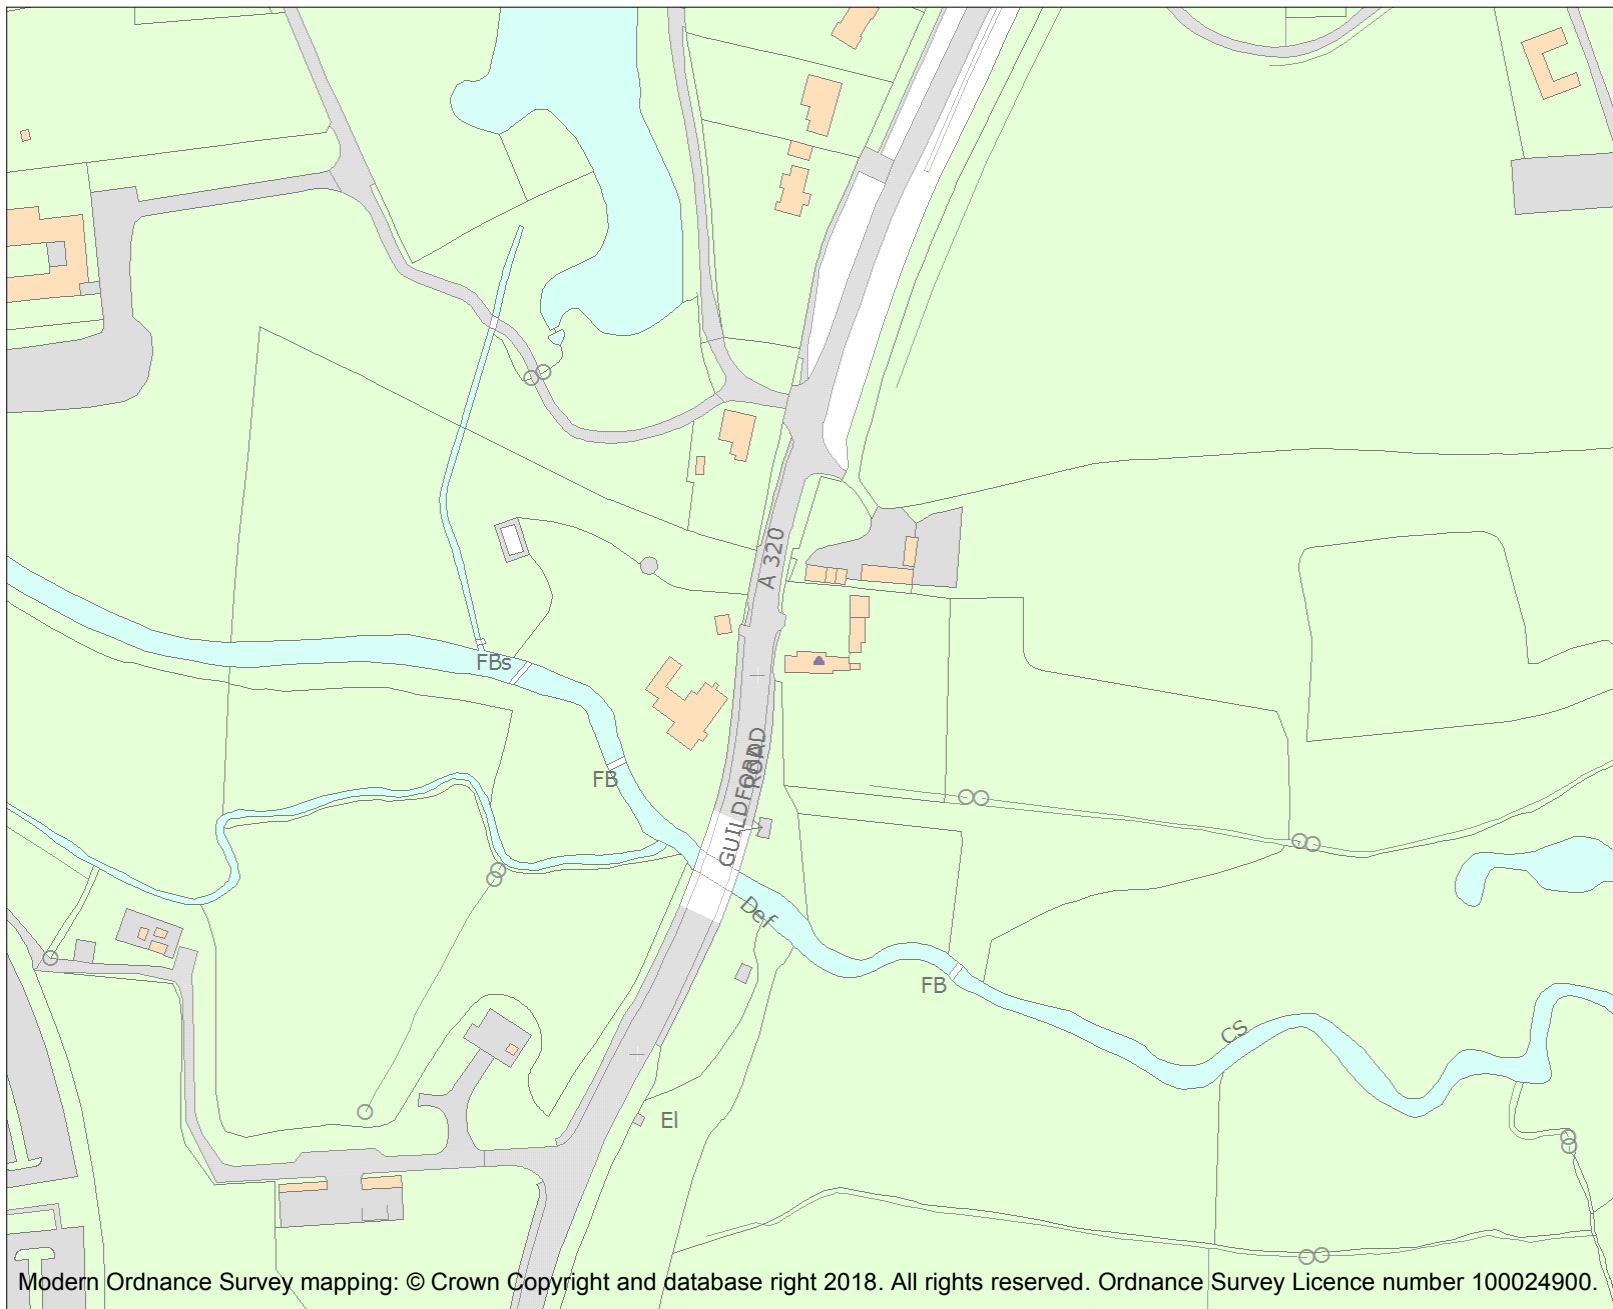 A 320
FBs
FB
GUILDFORD
ROAD
Def
FB
CS
El
Modern Ordnance Survey mapping: © Crown Copyright and database right 2018. All rights reserved. Ordnance Survey Licence number 100024900.